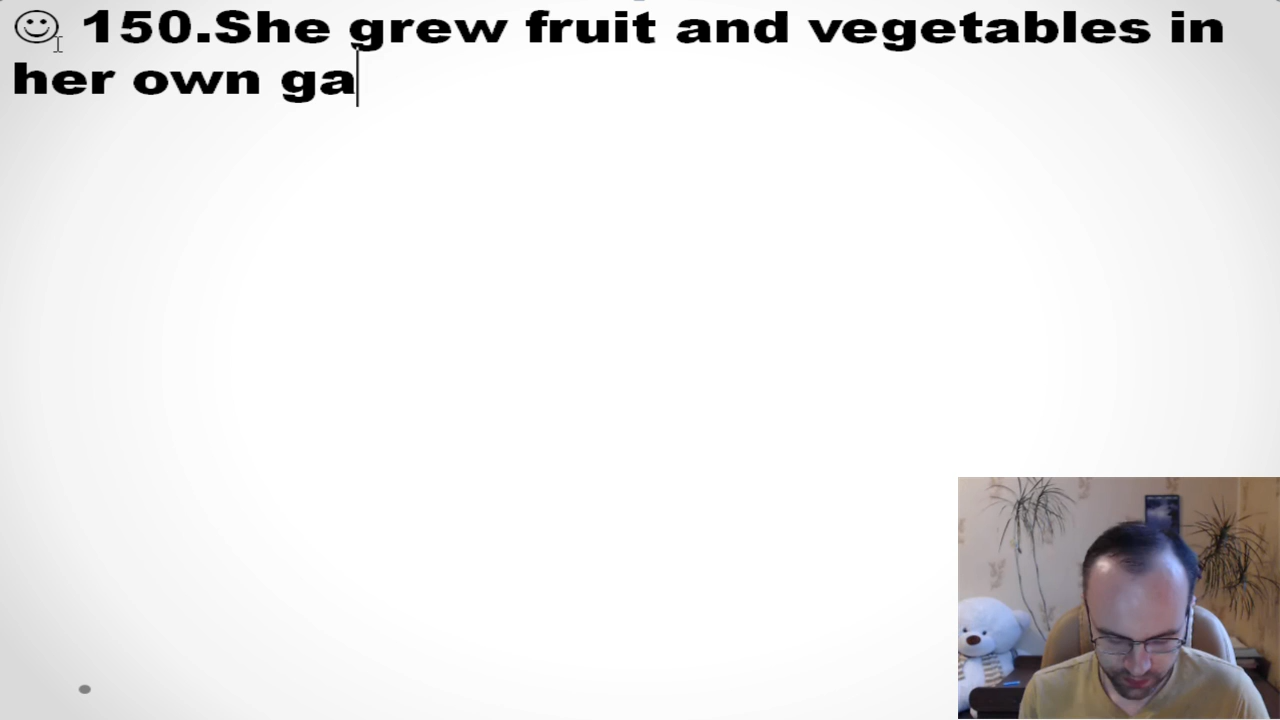 ☺ 150.She grew fruit and vegetables in
her own ga